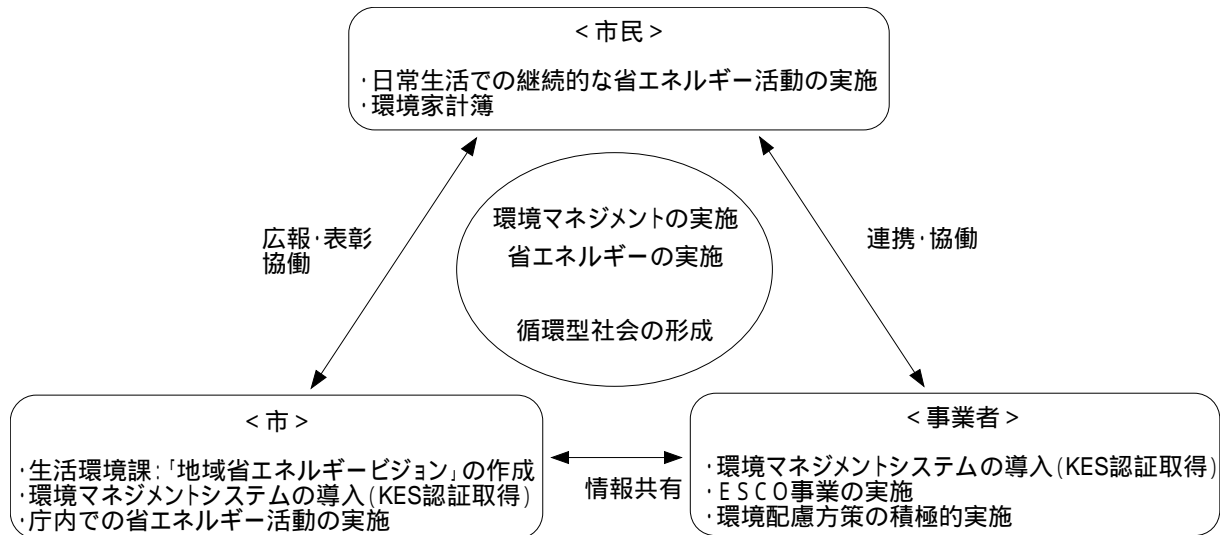 <市民>
・日常生活での継続的な省エネルギー活動の実施
・環境家計簿
広報・表彰
協働
環境マネジメントの実施
省エネルギーの実施
循環型社会の形成
連携・協働
<市>
・生活環境課:「地域省エネルギービジョン」の作成
・環境マネジメントシステムの導入(KES認証取得)
・庁内での省エネルギー活動の実施
情報共有
<事業者>
・環境マネジメントシステムの導入(KES認証取得)
・ESCO事業の実施
・環境配慮方策の積極的実施